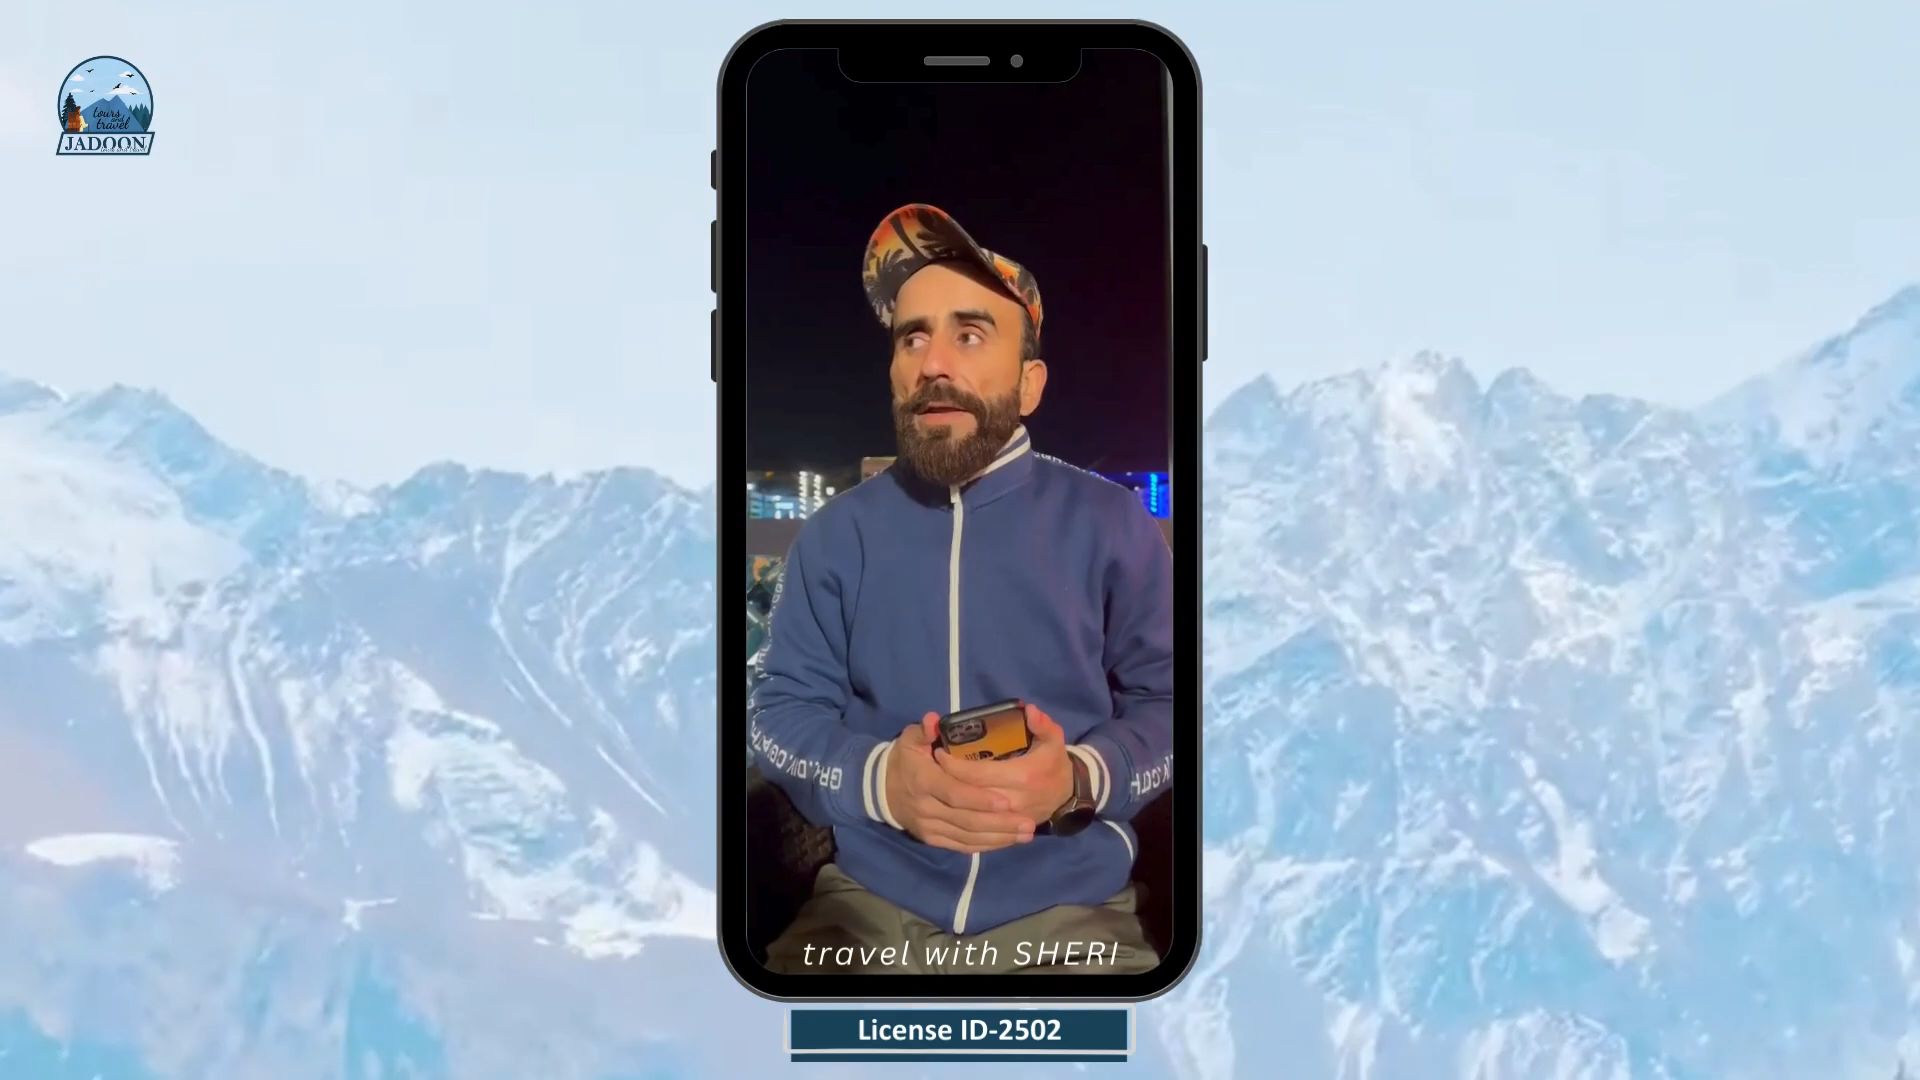 tours
and
travel
JADOON
travel with SHERI
License ID-2502